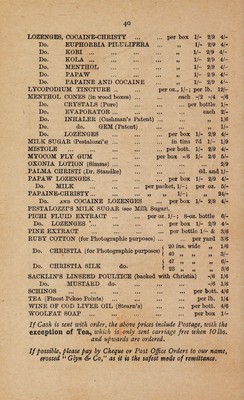 40
LOZENGES, COCAINE-CHRISTY ... ... per box 1/- 2/9 4/-
Do. EUPHORBIA PILULIFERA ... „ 1/- 2/9 4/-
Do. KOBI ... ... ... ... „ 1/- 2/9 4/-
Do. KOLA ... ... ... ... „ 1/- 2/9 4/-
Do. MENTHOL ... ... ... „ 1/- 2/9 4/-
Do. PAPAW ... ... ... „ 1/- 2/9 4/-
Do. PAPAINE AND COCAINE ... „ 1/- 2/9 4/-
LYCOPODIUM TINCTURE ... ... per oz., 1/-; per lb. 12/-
MENTHOL CONES (in wood boxes) ... each -/2 -/4 -/6
Do. CRYSTALS (Pure) ... ... per bottle 1/-
Do. EVAPORATOR ... ... ... each 2/-
Do. INHALER (Cushman's Patent) ... „ 1/6
Do. do. GEM (Patent) ... ... „ 1/-
Do. LOZENGES ... ... per box 1/- 2/9 4/-
MILK SUGAR (Pestalozzi's ... ... in tins 7d. 1/- 1/9
MISTOLE ... ... ... ... per bott. 1/- 2/9 4/-
MYOCOM FLY GUM ... ... per box -/6 1/- 2/6 5/-
OXONIA LOTION (Simms) ... ... ... ... 2/9
PALMA CHRISTI (Dr. Standke) ... ... 6d. and 1/-
PAPAW LOZENGES... ... ... per box 1/- 2/9 4/-
Do. MILK ... ... ... per packet, 1/-; per oz. 5/-
PAPAINE-CHRISTY... ... ... „ 1/-; „ 24/-
Do. AND COCAINE LOZENGES per box 1/- 2/9 4/-
PESTALOZZI'S MILK SUGAR (see Milk Sugar).
PICHI FLUID EXTRACT ... per oz. 1/-; 8-oz. bottle 6/-
Do. LOZENGES ... ... ... per box 1/- 2/9 4/-
PINE EXTRACT ... ... ... per bottle 1/- & 2/6
RUBY COTTON (for Photographic purposes) ... per yard 2/6
Do. CHRISTIA (for Photographic purposes) 20 ins. wide „ 1/6
40 „ „ 3/-
Do. CHRISTIA SILK do. 47 „ „ 6/-
23 „ „ 3/6
SACKLIN'S LINSEED POULTICE (backed with Christia) -/6 1/6
Do. MUSTARD do. ... ... ... -/6 1/6
SCHINOS ... ... ... ... ... per bott. 4/6
TEA (Finest Pokoe Points) ... ... ... per lb. 1/4
WINE OF COD LIVER OIL (Stearn's) ... per bott. 4/6
WOOLFAT SOAP ... ... ... ... per box 1/-
If Cash is sent with order, the above prices include Postage, with the
exception of Tea, which is only sent carriage free when 10 lbs.
and upwards are ordered.
If possible, please pay by Cheque or Post Office Orders to our name,
crossed "Glyn & Co," as it is the safest mode of remittance.